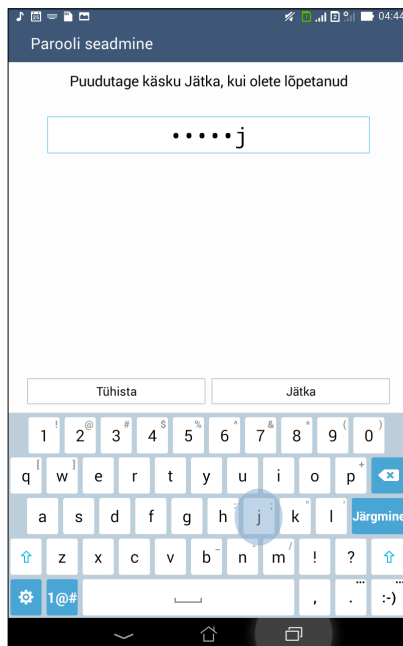 04:44
Parooli seadmine
Puudutage käsku Jätka, kui olete lõpetanud
•••••j
Tühista Jätka
1 ! 2 @ 3 # 4 $ 5 % 6 ^ 7 & 8 * 9 ( 0 )
q [ w ] e r t y u i o p +
a s d f g h : j ; k " l ' Järgmine
z x c v b - n _ m / ! ? 
1@# , . ... :-) ...